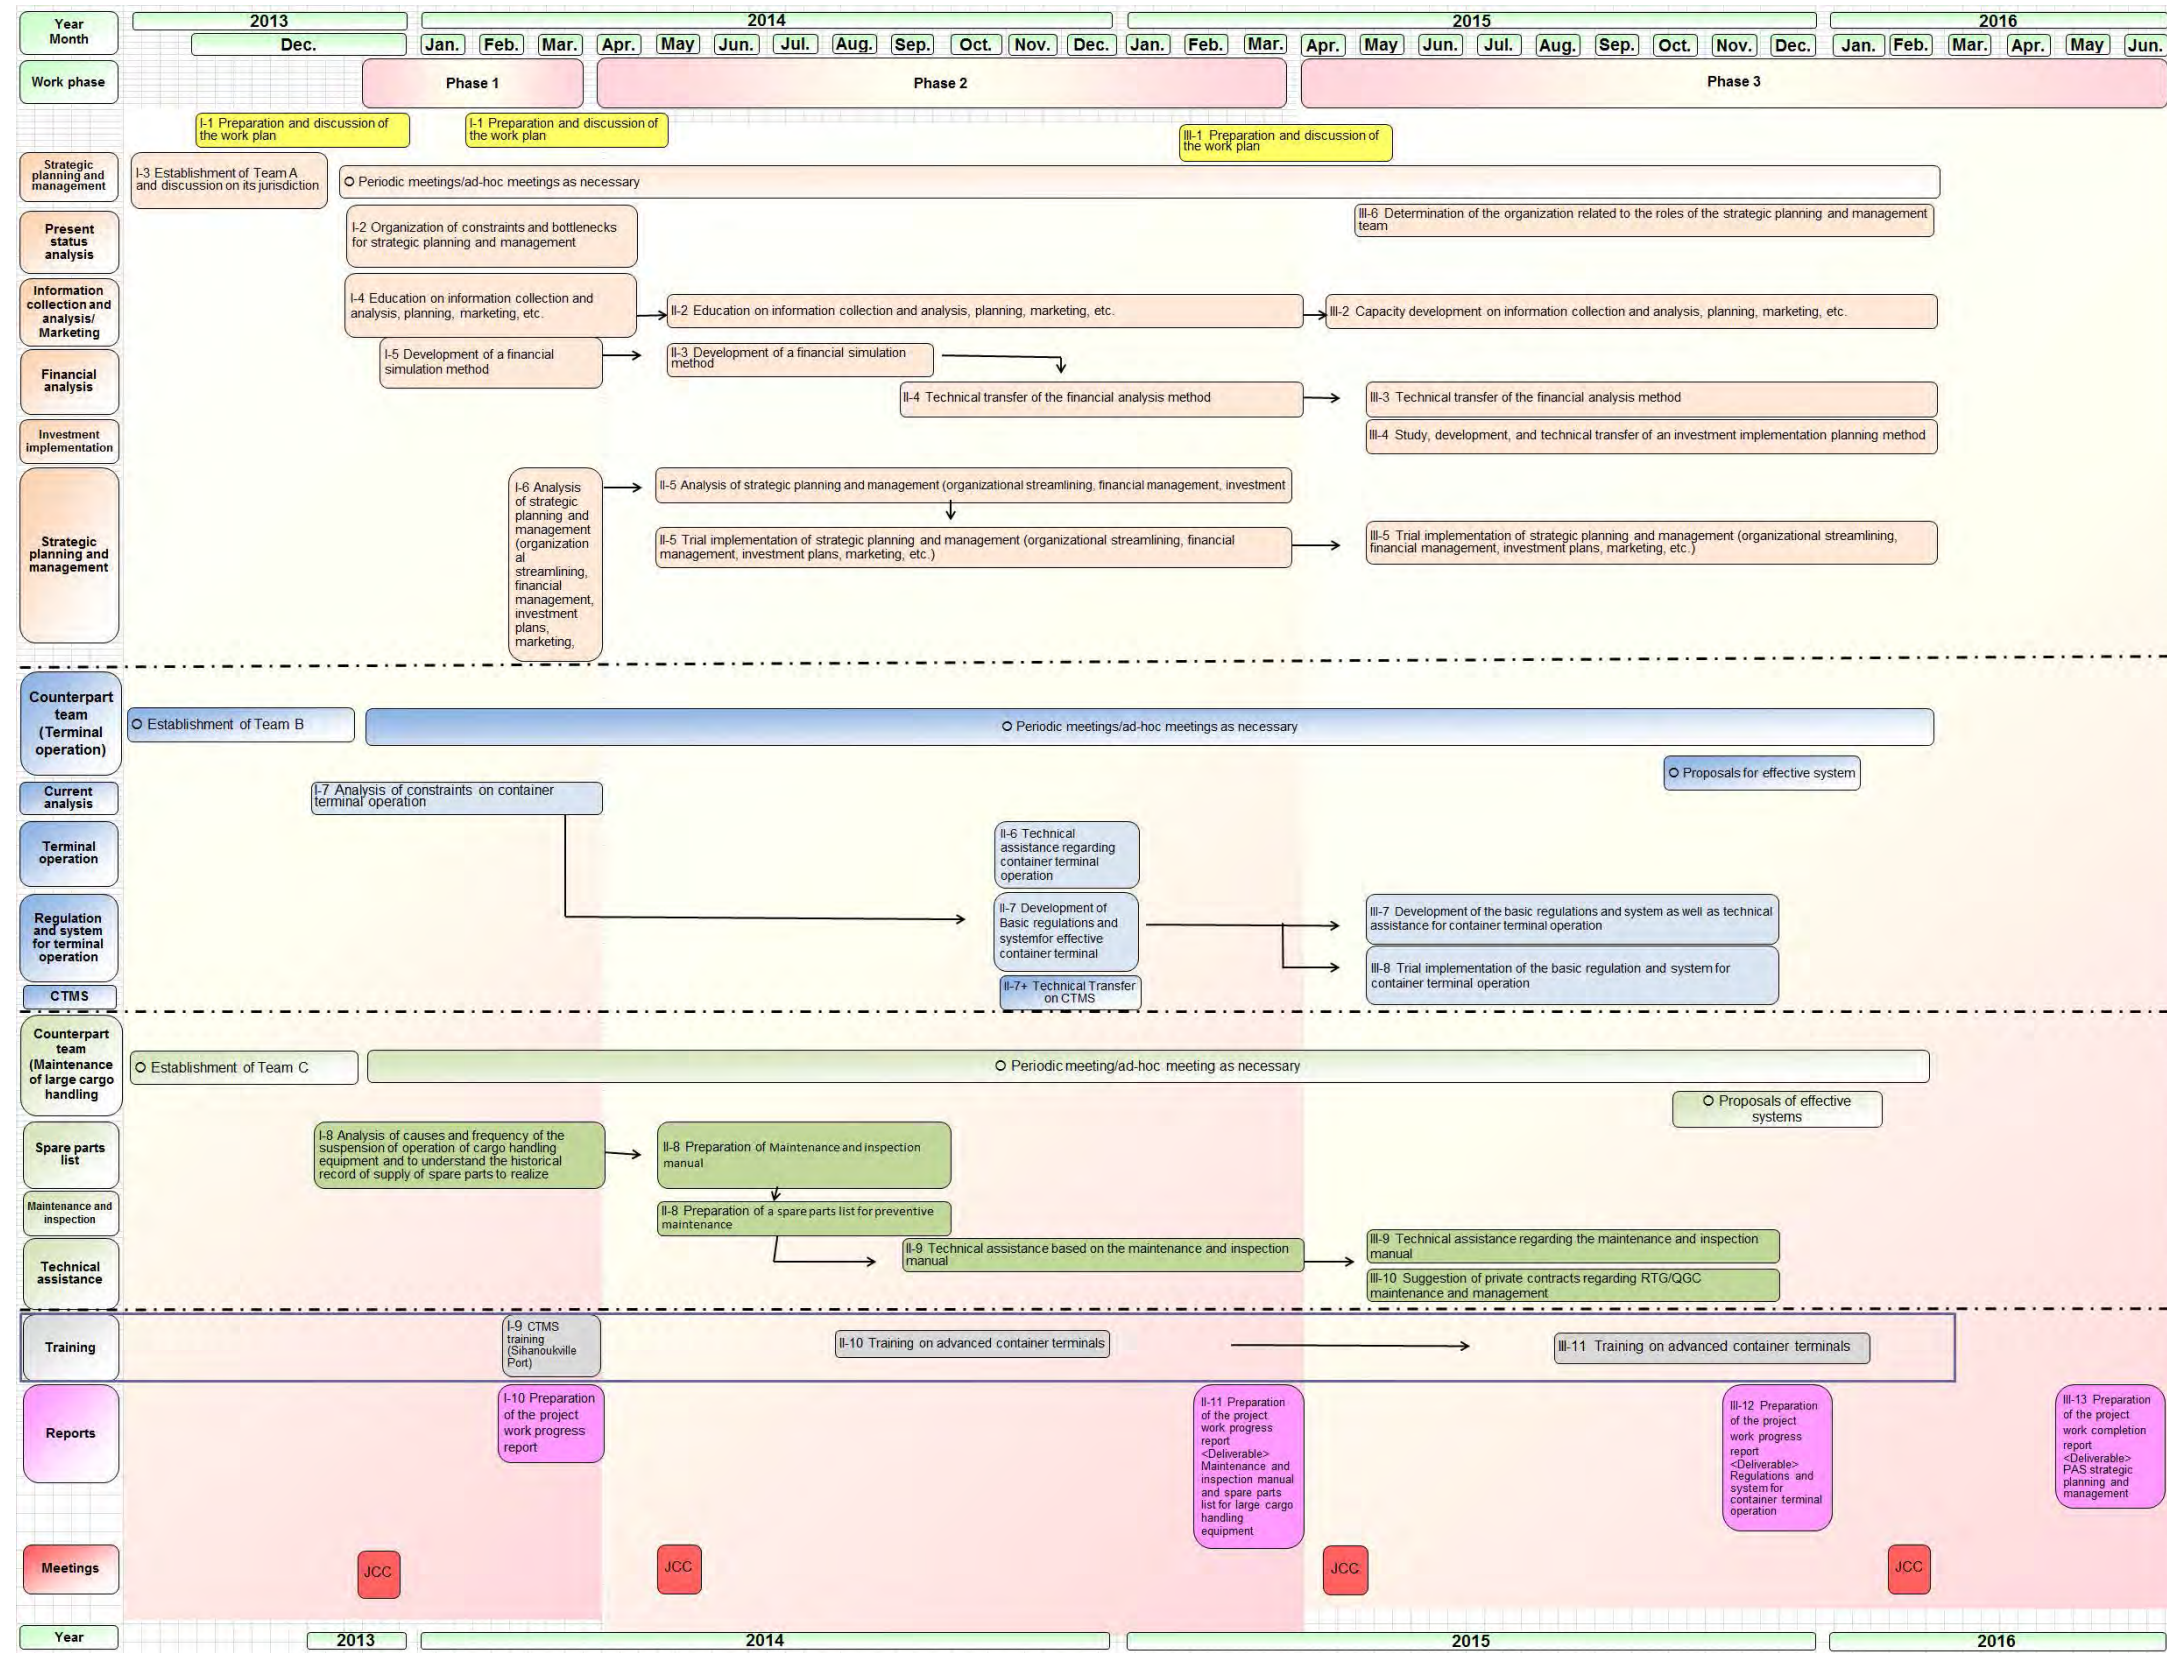 Year
Month
2013
2014
2015
2016
Dec.
Jan.
Feb.
Mar.
Apr.
May
Jun.
Jul.
Aug.
Sep.
Oct.
Nov.
Dec.
Jan.
Feb.
Mar.
Apr.
May
Jun.
Jul.
Aug.
Sep.
Oct.
Nov.
Dec.
Jan.
Feb.
Mar.
Apr.
May
Jun.
Work phase
Phase 1
Phase 2
Phase 3
I-1 Preparation and discussion of
the work plan
I-1 Preparation and discussion of
the work plan
III-1 Preparation and discussion of
the work plan
Strategic
planning and
management
I-3 Establishment of Team A
and discussion on its jurisdiction
O Periodic meetings/ad-hoc meetings as necessary
Present
status
analysis
I-2 Organization of constraints and bottlenecks
for strategic planning and management
III-6 Determination of the organization related to the roles of the strategic planning and management
team
Information
collection and
analysis/
Marketing
I-4 Education on information collection and
analysis, planning, marketing, etc.
II-2 Education on information collection and analysis, planning, marketing, etc.
III-2 Capacity development on information collection and analysis, planning, marketing, etc.
Financial
analysis
I-5 Development of a financial
simulation method
II-3 Development of a financial simulation
method
II-4 Technical transfer of the financial analysis method
III-3 Technical transfer of the financial analysis method
Investment
implementation
III-4 Study, development, and technical transfer of an investment implementation planning method
Strategic
planning and
management
I-6 Analysis
of strategic
planning and
management
(organization
al
streamlining,
financial
management,
investment
plans,
marketing,
II-5 Analysis of strategic planning and management (organizational streamlining, financial management, investment
II-5 Trial implementation of strategic planning and management (organizational streamlining, financial
management, investment plans, marketing, etc.)
III-5 Trial implementation of strategic planning and management (organizational streamlining,
financial management, investment plans, marketing, etc.)
Counterpart
team
(Terminal
operation)
O Establishment of Team B
O Periodic meetings/ad-hoc meetings as necessary
O Proposals for effective system
Current
analysis
I-7 Analysis of constraints on container
terminal operation
Terminal
operation
II-6 Technical
assistance regarding
container terminal
operation
Regulation
and system
for terminal
operation
II-7 Development of
Basic regulations and
systemfor effective
container terminal
III-7 Development of the basic regulations and system as well as technical
assistance for container terminal operation
III-8 Trial implementation of the basic regulation and system for
container terminal operation
CTMS
II-7+ Technical Transfer
on CTMS
Counterpart
team
(Maintenance
of large cargo
handling
O Establishment of Team C
O Periodic meeting/ad-hoc meeting as necessary
O Proposals of effective
systems
Spare parts
list
I-8 Analysis of causes and frequency of the
suspension of operation of cargo handling
equipment and to understand the historical
record of supply of spare parts to realize
II-8 Preparation of Maintenance and inspection
manual
Maintenance and
inspection
II-8 Preparation of a spare parts list for preventive
maintenance
Technical
assistance
II-9 Technical assistance based on the maintenance and inspection
manual
III-9 Technical assistance regarding the maintenance and inspection
manual
III-10 Suggestion of private contracts regarding RTG/QGC
maintenance and management
Training
I-9 CTMS
training
(Sihanoukville
Port)
II-10 Training on advanced container terminals
III-11 Training on advanced container terminals
Reports
I-10 Preparation
of the project
work progress
report
II-11 Preparation
of the project
work progress
report
<Deliverable>
Maintenance and
inspection manual
and spare parts
list for large cargo
handling
equipment
III-12 Preparation
of the project
work progress
report
<Deliverable>
Regulations and
system for
container terminal
operation
III-13 Preparation
of the project
work completion
report
<Deliverable>
PAS strategic
planning and
management
Meetings
JCC
JCC
JCC
JCC
Year
2013
2014
2015
2016